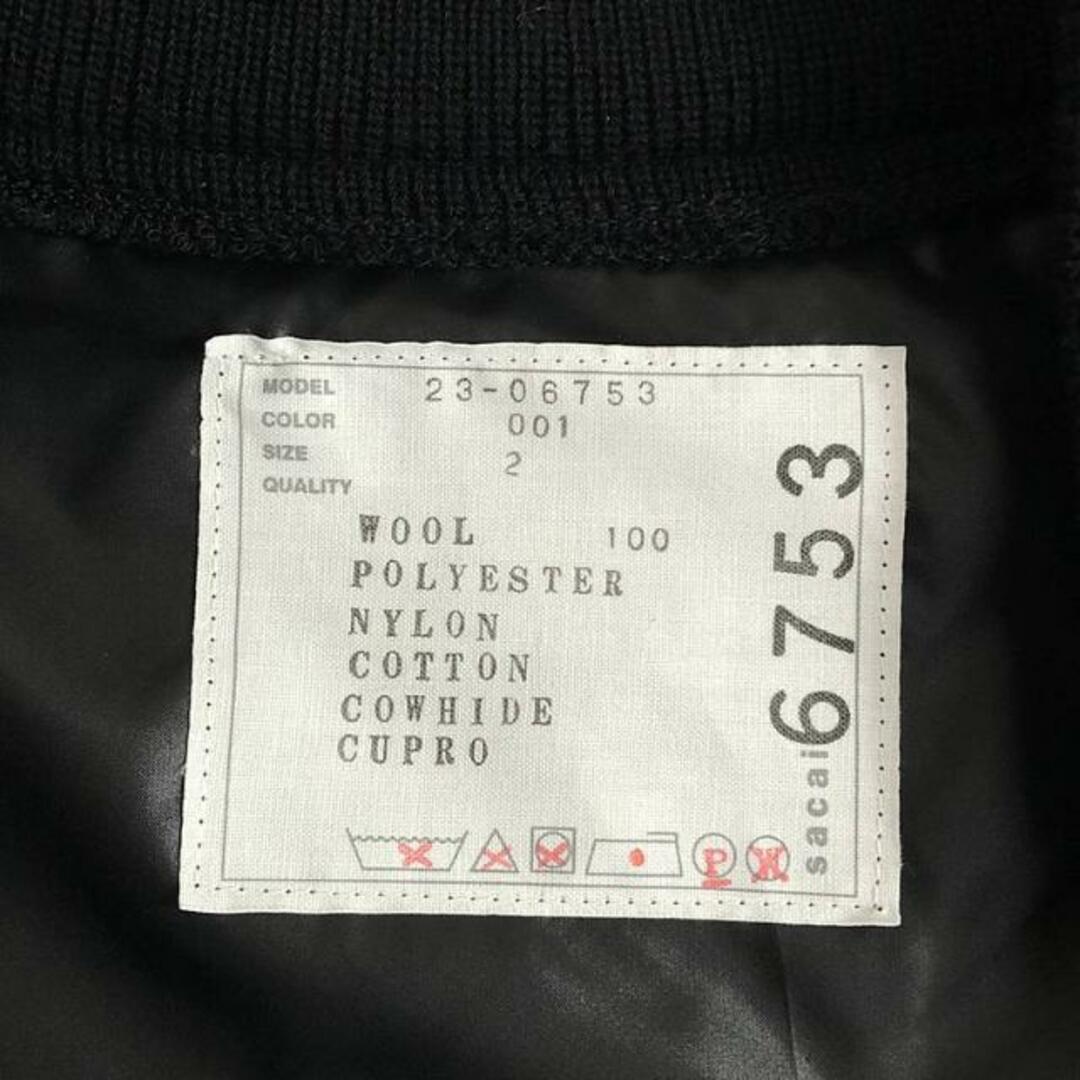 MODEL 23-06753
COLOR 001
SIZE 2
QUALITY
WOOL 100
POLYESTER
NYLON
COTTON
COWHIDE
CUPRO
P W
sacai 6753